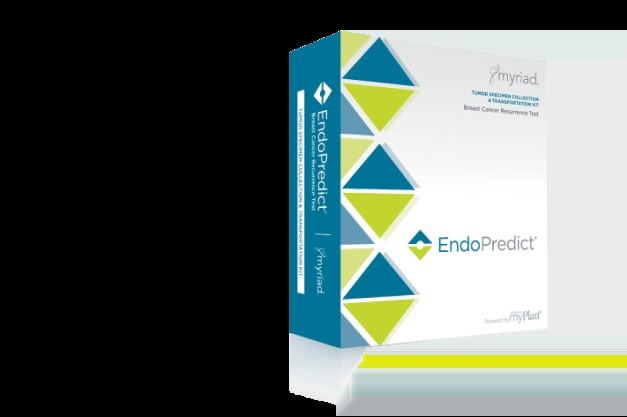 myriad.
TUMOR SPECIMEN COLLECTION
& TRANSPORTATION KIT
Breast Cancer Recurrence Test
EndoPredict®
Powered by myPlan®
EndoPredict®
Breast Cancer Recurrence Test
TUMOR SPECIMEN COLLECTION & TRANSPORTATION KIT
myriad.